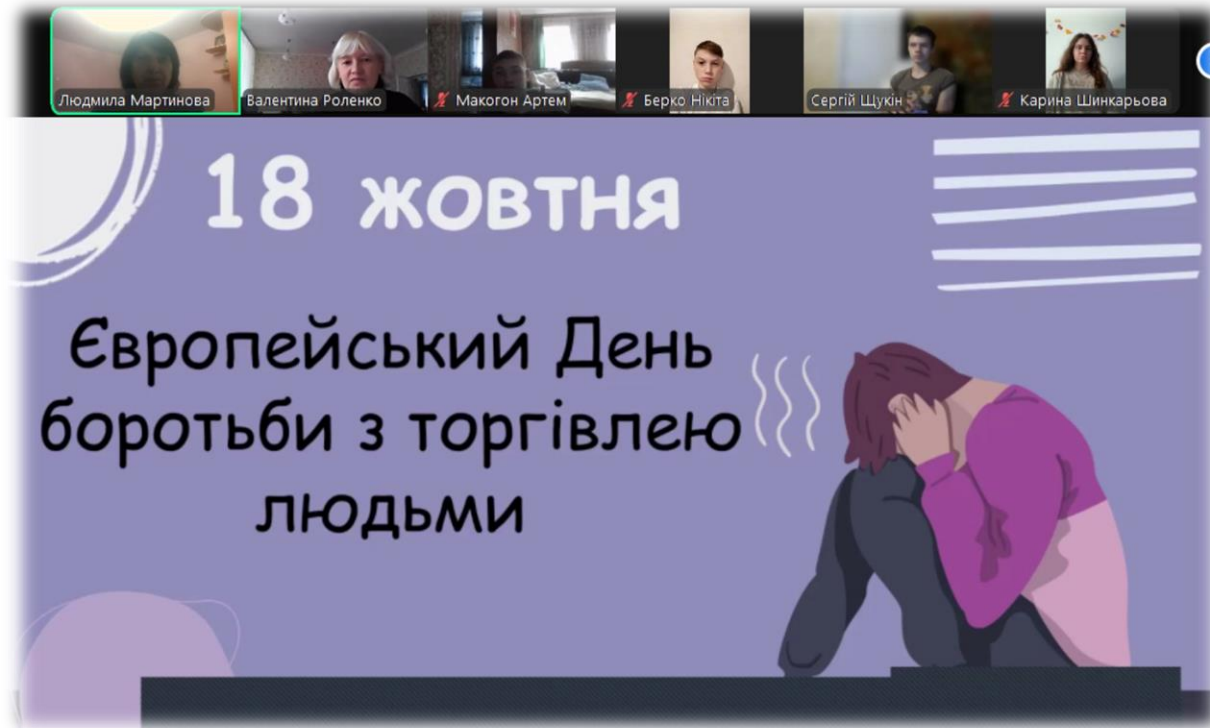 Людмила Мартинова
Валентина Роленко
Макогон Артем
Берко Нікіта
Сергій Щукін
Карина Шинкарьова
18 жовтня
Європейський День
боротьби з торгівлею
людьми